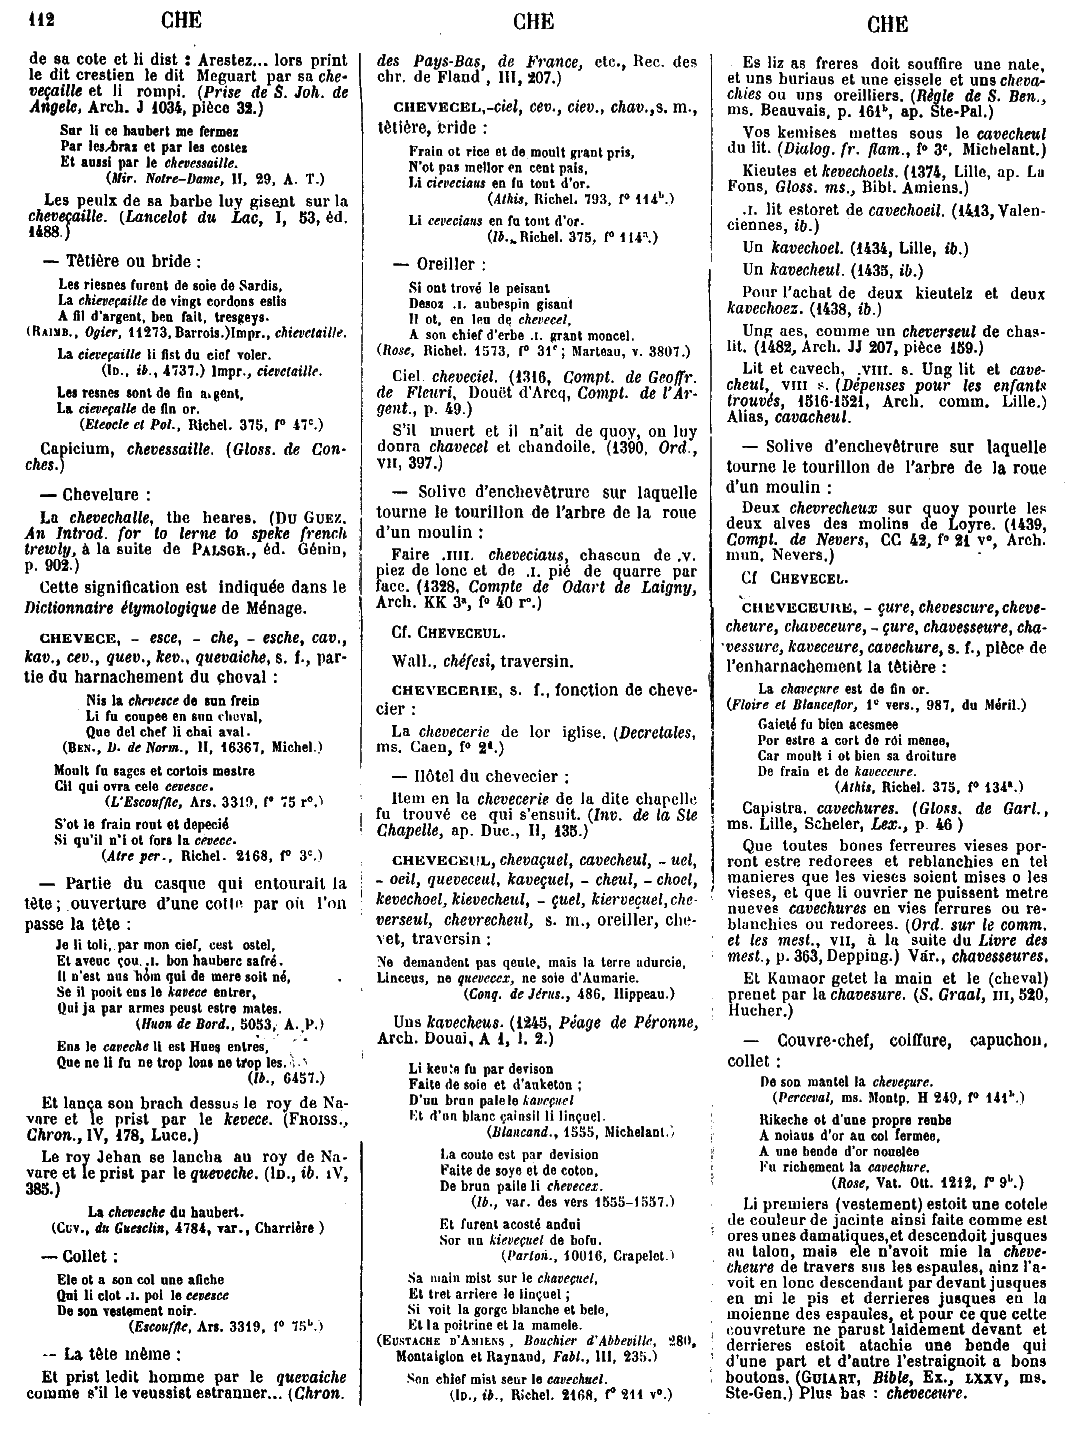 112 CHE CHE CHE
de sa cote et li dist : Arestez... lors print
le dit crestien le dit Meguart par sa che-
veçaille et li rompi. (Prise de S. Joh. de
Angele, Arch. J 1034, pièce 32.)
Sur li ce haubert me fermez
Par les braz et par les costez
Et aussi par le chevessaille.
(Mir. Notre-Dame, II, 29, A. T.)
Les peulx de sa barbe luy gisent sur la
cheveçaille. (Lancelot du Lac, I, 53, éd.
1488.)
— Têtière ou bride :
Les riesnes furent de soie de Sardis,
La chieveçaille de vingt cordons estis
A fil d'argent, ben fait, tresgeys.
(RAIMB., Ogier, 11273, Barrois.) Impr., chievetaille.
La cieveçaille li fist du cief voler.
(ID., ib., 4737.) Impr., cievetaille.
Les resnes sont de fin argent,
La cieveçalle de fin or.
(Eteocle et Pol., Richel. 375, f° 47ᶜ.)
Capicium, chevessaille. (Gloss. de Con-
ches.)
— Chevelure :
La chevechalle, the heares. (DU GUEZ,
An Introd. for to lerne to speke french
trewly, à la suite de PALSGR., éd. Génin,
p. 902.)
Cette signification est indiquée dans le
Dictionnaire étymologique de Ménage.
CHEVECE, - esce, - che, - esche, cav.,
kav., cev., quev., kev., quevaiche, s. f., par-
tie du harnachement du cheval :
Nis la chevesce de sun frein
Li fu coupee en sun cheval,
Que del chef li chai aval.
(BEN., D. de Norm., II, 16367, Michel.)
Moult fu sages et cortois mestre
Cil qui ovra cele cevesce.
(L'Escouffle, Ars. 3319, f° 75 r°.)
S'ot le frain rout et depecié
Si qu'il n'i ot fors la cevece.
(Atre per., Richel. 2168, f° 3ᶜ.)
— Partie du casque qui entourait la
tête ; ouverture d'une cotte par où l'on
passe la tête :
Je li toli, par mon cief, cest ostel,
Et aveuc çou .I. bon hauberc safré.
Il n'est nus hom qui de mere soit né,
Se il pooit ens le kavece entrer,
Qui ja par armes peust estre mates.
(Huon de Bord., 5053, A. P.)
Ens le caveche li est Hues entres,
Que ne li fu ne trop lons ne trop les.
(Ib., 6457.)
Et lança son brach dessus le roy de Na-
vare et le prist par le kevece. (FROISS.,
Chron., IV, 178, Luce.)
Le roy Jehan se lancha au roy de Na-
vare et le prist par le queveche. (ID., ib. IV,
385.)
La chevesche du haubert.
(CUV., du Guesclin, 4784, var., Charrière )
— Collet :
Ele ot a son col une afiche
Qui li clot .I. poi le cevesce
De son vestement noir.
(Escouffle, Ars. 3319, f° 75ᵇ.)
— La tête même :
Et prist ledit homme par le quevaiche
comme s'il le veussist estranner... (Chron.
des Pays-Bas, de France, etc., Rec. des
chr. de Fland , III, 207.)
CHEVECEL,-ciel, cev., ciev., chav., s. m.,
têtière, bride :
Frain ot rice et de moult grant pris,
N'ot pas mellor en cent pais,
Li cieveciaus en fu tout d'or.
(Athis, Richel. 793, f° 114ᵇ.)
Li cevecians en fu tout d'or.
(Ib., Richel. 375, f° 114ᵃ.)
— Oreiller :
Si ont trové le peisant
Desoz .I. aubespin gisant
Il ot, en leu de chevecel,
A son chief d'erbe .I. grant moncel.
(Rose, Richel. 1573, f° 31ᶜ ; Marteau, v. 3807.)
Ciel cheveciel. (1316, Compt. de Geoffr.
de Fleuri, Douët d'Arcq, Compt. de l'Ar-
gent., p. 49.)
S'il muert et il n'ait de quoy, on luy
donra chavecel et chandoile. (1390, Ord.,
VII, 397.)
— Solive d'enchevêtrure sur laquelle
tourne le tourillon de l'arbre de la roue
d'un moulin :
Faire .IIII. cheveciaus, chascun de .V.
piez de lonc et de .I. pié de quarre par
face. (1328, Compte de Odart de Laigny,
Arch. KK 3ᵃ, f° 40 r°.)
Cf. CHEVECEUL.
Wall., chéfesi, traversin.
CHEVECERIE, s. f., fonction de cheve-
cier :
La chevecerie de lor iglise. (Decretales,
ms. Caen, f° 2ᵈ.)
— Hôtel du chevecier :
Item en la chevecerie de la dite chapelle
fu trouvé ce qui s'ensuit. (Inv. de la Ste
Chapelle, ap. Duc., II, 135.)
CHEVECEUL, chevaçuel, cavecheul, - uel,
- oeil, queveceul, kaveçuel, - cheul, - choel,
kevechoel, kievecheul, - çuel, kierveçuel, che-
verseul, chevrecheul, s. m., oreiller, che-
vet, traversin :
Ne demandent pas qeute, mais la terre adurcie,
Linceus, ne quevecex, ne soie d'Aumarie.
(Conq. de Jérus., 486, Hippeau.)
Uns kavecheus. (1245, Péage de Péronne,
Arch. Douai, A 1, l. 2.)
Li keute fu par devison
Faite de soie et d'auketon ;
D'un brun palele kaveçuel
Et d'un blanc çainsil li linçuel.
(Blancand., 1555, Michelant.)
La coute est par devision
Faite de soye et de coton,
De brun paile li chevecex.
(Ib., var. des vers 1555-1557.)
Et furent acosté andui
Sor un kieveçuel de bofu.
(Parton., 10016, Crapelet.)
Sa main mist sur le chaveçuel,
Et tret arriere le linçuel ;
Si voit la gorge blanche et bele,
Et la poitrine et la mamele.
(EUSTACHE D'AMIENS, Bouchier d'Abbeville, 280,
Montaiglon et Raynaud, Fabl., III, 235.)
Son chief mist seur le cavechuel.
(ID., ib., Richel. 2168, f° 211 v°.)
Es liz as freres doit souffire une nate,
et uns buriaus et une eissele et uns cheva-
chies ou uns oreilliers. (Règle de S. Ben.,
ms. Beauvais, p. 161ᵇ, ap. Ste-Pal.)
Vos kemises mettes sous le cavecheul
du lit. (Dialog. fr. flam., f° 3ᶜ, Michelant.)
Kieutes et kevechoels. (1374, Lille, ap. La
Fons, Gloss. ms., Bibl. Amiens.)
.I. lit estoret de cavechoeil. (1413, Valen-
ciennes, ib.)
Un kavechoel. (1434, Lille, ib.)
Un kavecheul. (1435, ib.)
Pour l'achat de deux kieutelz et deux
kavechoez. (1438, ib.)
Ung aes, comme un cheverseul de chas-
lit. (1482, Arch. JJ 207, pièce 159.)
Lit et cavech, .VIII. s. Ung lit et cave-
cheul, VIII s. (Dépenses pour les enfants
trouvés, 1516-1521, Arch. comm. Lille.)
Alias, cavacheul.
— Solive d'enchevêtrure sur laquelle
tourne le tourillon de l'arbre de la roue
d'un moulin :
Deux chevrecheux sur quoy pourte les
deux alves des molins de Loyre. (1439,
Compt. de Nevers, CC 42, f° 21 v°, Arch.
mun. Nevers.)
Cf CHEVECEL.
CHEVECEURE, - çure, chevescure, cheve-
cheure, chaveceure, - çure, chavesseure, cha-
vessure, kaveceure, cavechure, s. f., pièce de
l'enharnachement la têtière :
La chaveçure est de fin or.
(Floire et Blanceflor, 1ᵉ vers., 987, du Méril.)
Gaieté fu bien acesmee
Por estre a cort de roi menee,
Car moult i ot bien sa droiture
De frain et de kaveceure.
(Athis, Richel. 375, f° 134ᵃ.)
Capistra, cavechures. (Gloss. de Garl.,
ms. Lille, Scheler, Lex., p. 46 )
Que toutes bones ferreures vieses por-
ront estre redorees et reblanchies en tel
manieres que les vieses soient mises o les
vieses, et que li ouvrier ne puissent metre
nueves cavechures en vies ferrures ou re-
blanchies ou redorees. (Ord. sur le comm.
et les mest., VII, à la suite du Livre des
mest., p. 363, Depping.) Var., chavesseures.
Et Kamaor getet la main et le (cheval)
prenet par la chavesure. (S. Graal, III, 520,
Hucher.)
— Couvre-chef, coiffure, capuchon,
collet :
De son mantel la cheveçure.
(Perceval, ms. Montp. H 249, f° 141ᵇ.)
Rikeche ot d'une propre reube
A noiaus d'or au col fermee,
A une bende d'or nouelee
Fu richement la cavechure.
(Rose, Vat. Ott. 1212, f° 9ᵇ.)
Li premiers (vestement) estoit une cotele
de couleur de jacinte ainsi faite comme est
ores unes damatiques, et descendoit jusques
au talon, mais ele n'avoit mie la cheve-
cheure de travers sus les espaules, ainz l'a-
voit en lonc descendant par devant jusques
en mi le pis et derrieres jusques en la
moienne des espaules, et pour ce que cette
couvreture ne parust laidement devant et
derrieres estoit atachie une bende qui
d'une part et d'autre l'estraignoit a bons
boutons. (GUIART, Bible, Ex., LXXV, ms.
Ste-Gen.) Plus bas : cheveceure.